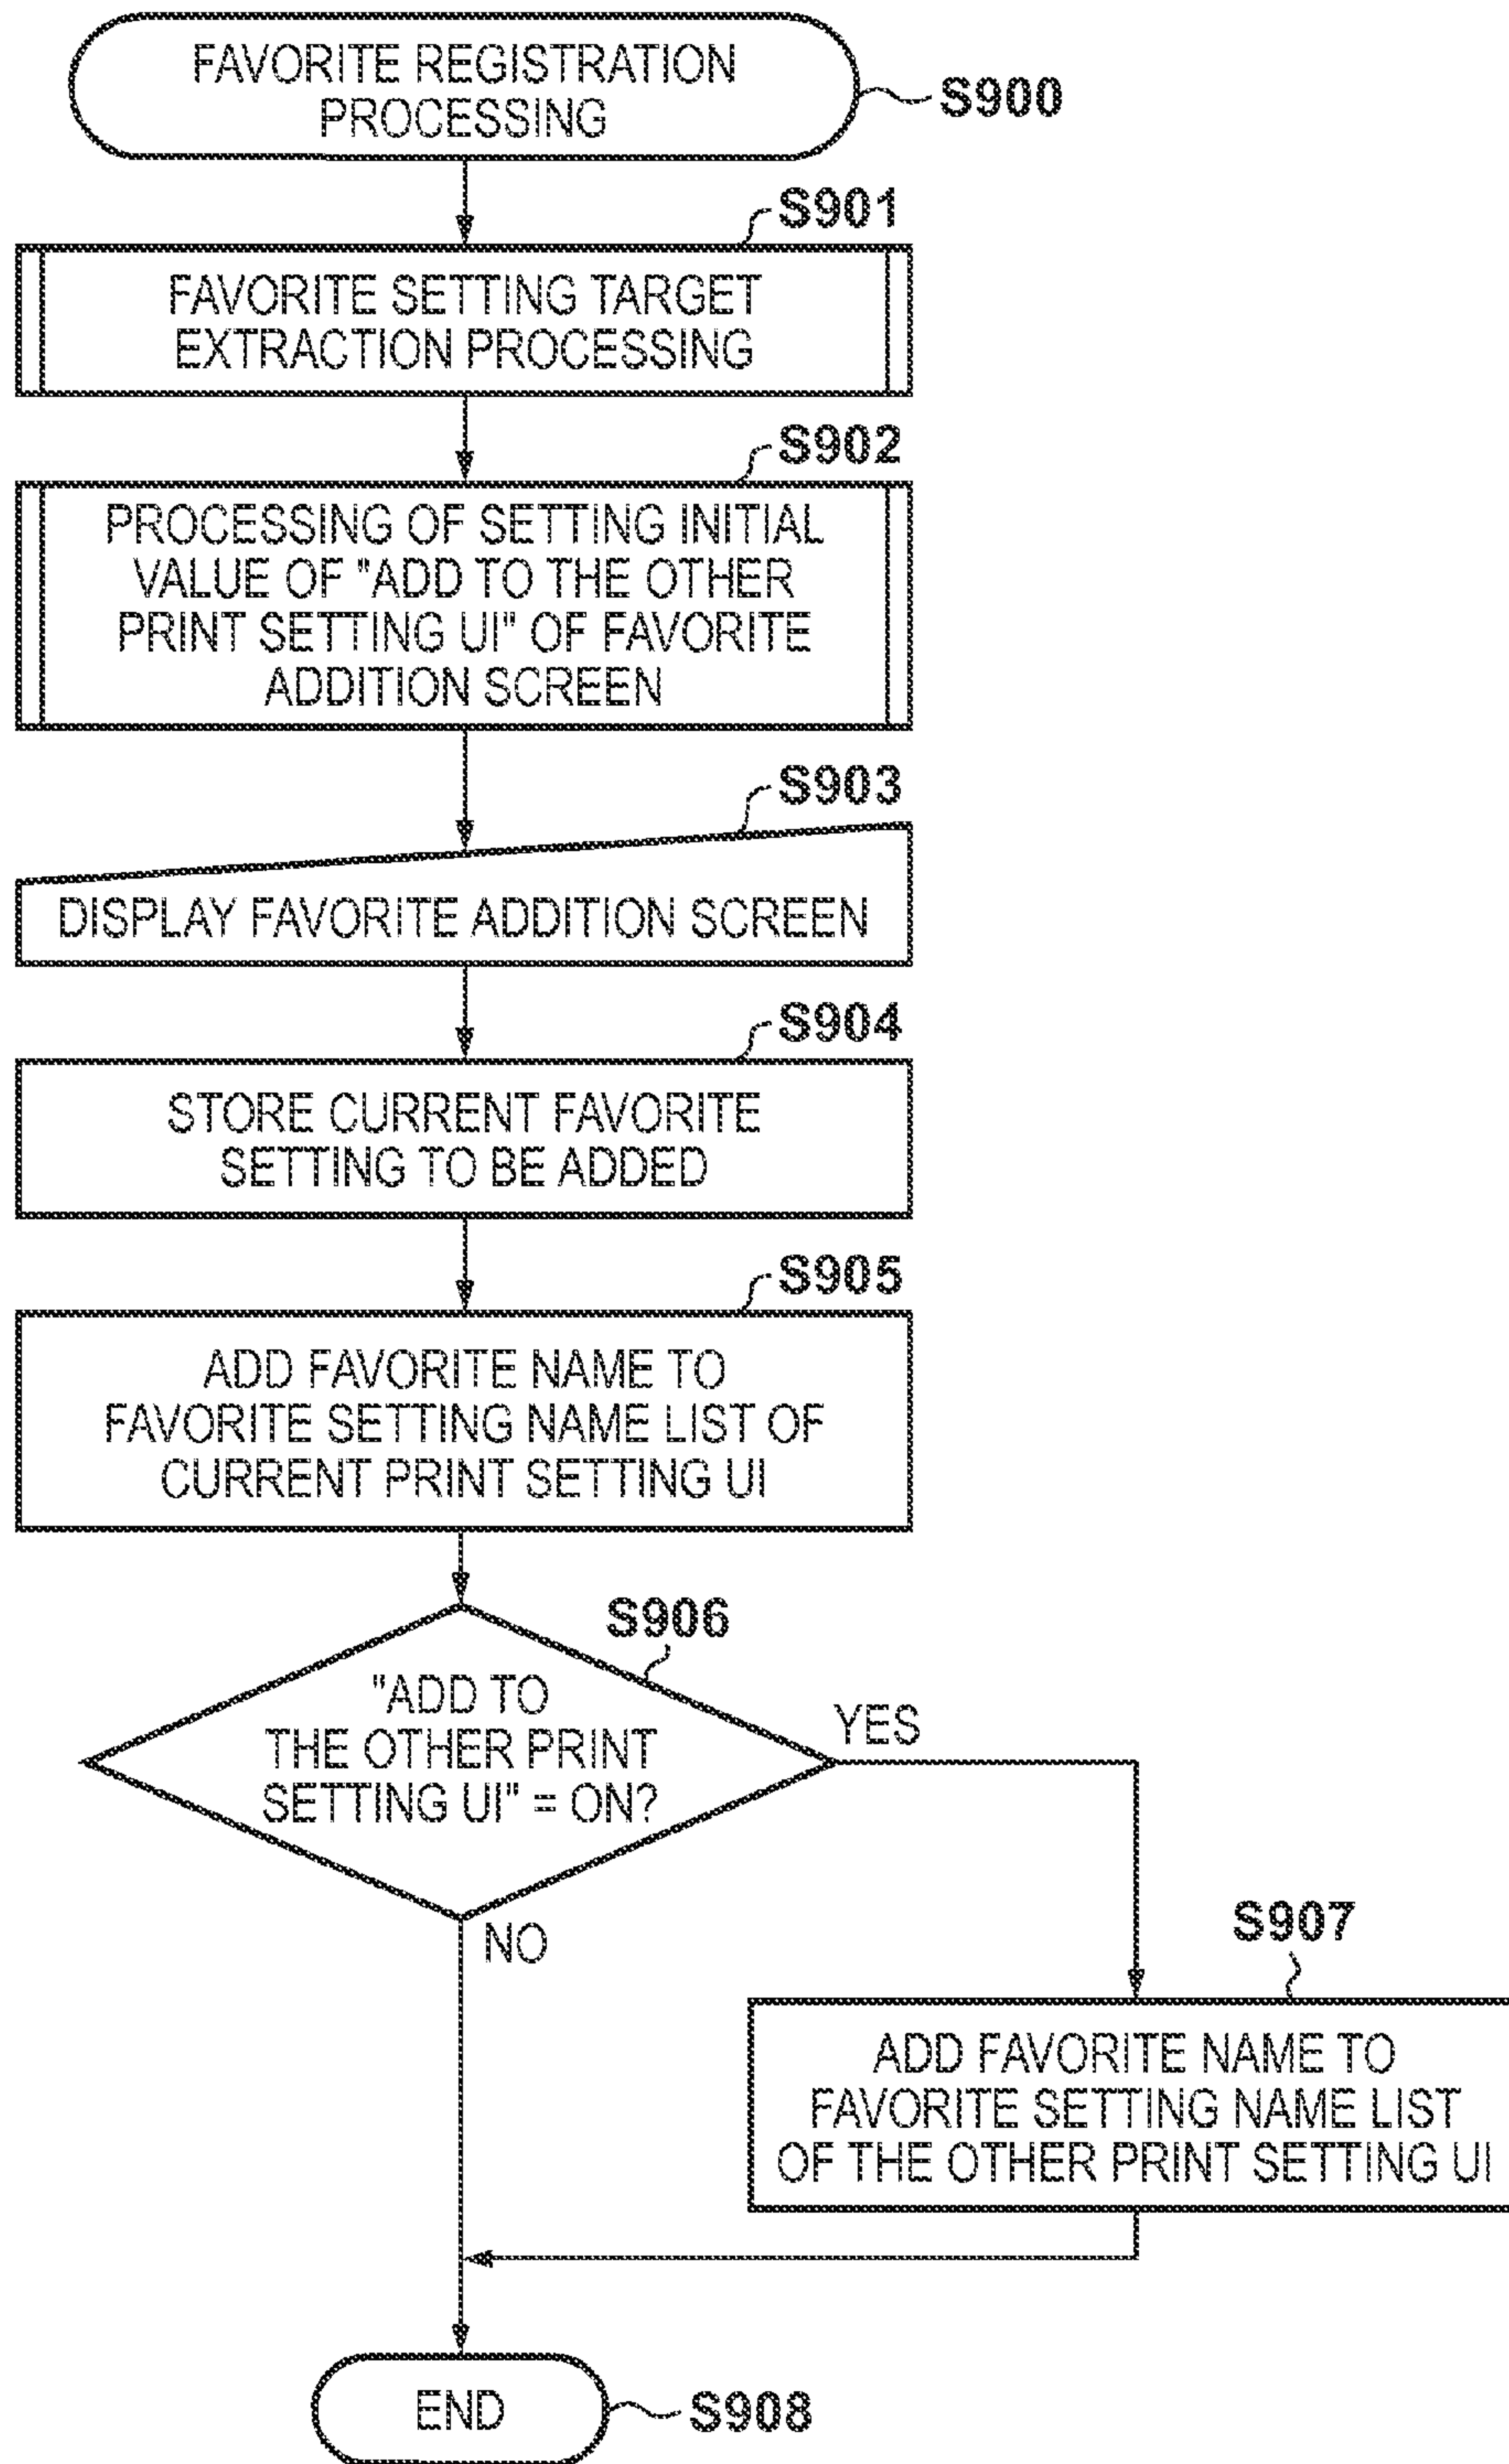 FAVORITE REGISTRATION
PROCESSING
S900
S901
FAVORITE SETTING TARGET
EXTRACTION PROCESSING
S902
PROCESSING OF SETTING INITIAL
VALUE OF "ADD TO THE OTHER
PRINT SETTING UI" OF FAVORITE
ADDITION SCREEN
S903
DISPLAY FAVORITE ADDITION SCREEN
S904
STORE CURRENT FAVORITE
SETTING TO BE ADDED
S905
ADD FAVORITE NAME TO
FAVORITE SETTING NAME LIST OF
CURRENT PRINT SETTING UI
S906
"ADD TO
THE OTHER PRINT
SETTING UI" = ON?
YES
NO
S907
ADD FAVORITE NAME TO
FAVORITE SETTING NAME LIST
OF THE OTHER PRINT SETTING UI
END
S908